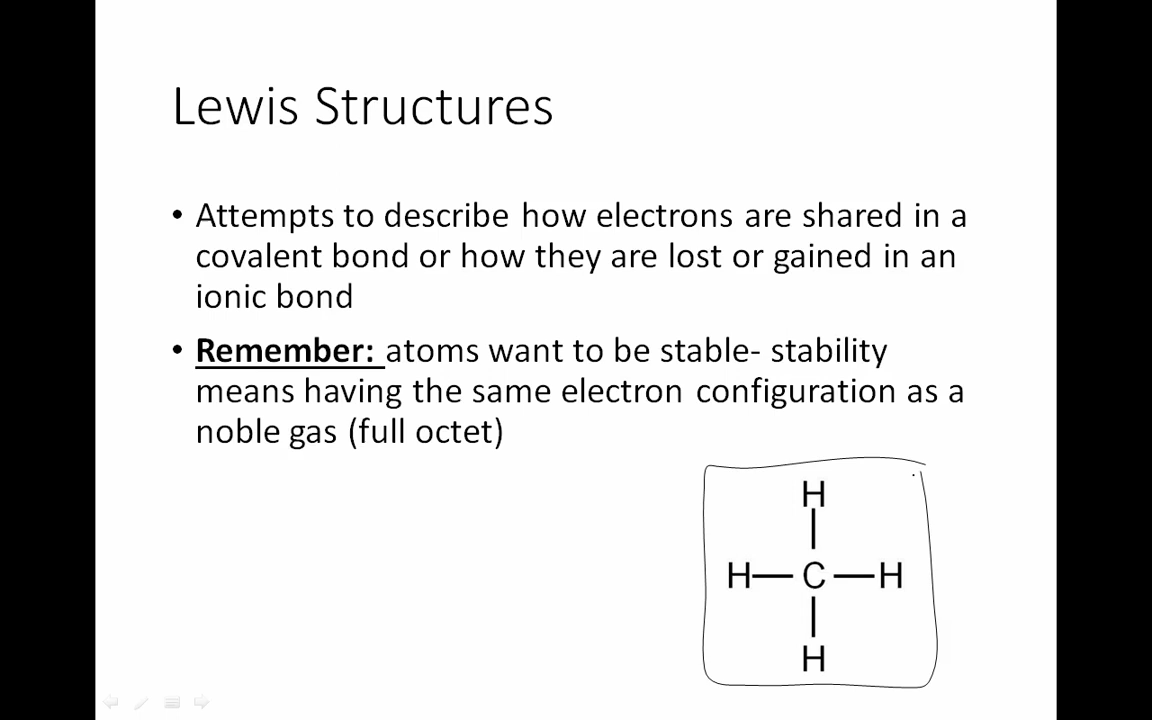 Lewis Structures
• Attempts to describe how electrons are shared in a
covalent bond or how they are lost or gained in an
ionic bond
• Remember: atoms want to be stable- stability
means having the same electron configuration as a
noble gas (full octet)
H
H—C—H
H